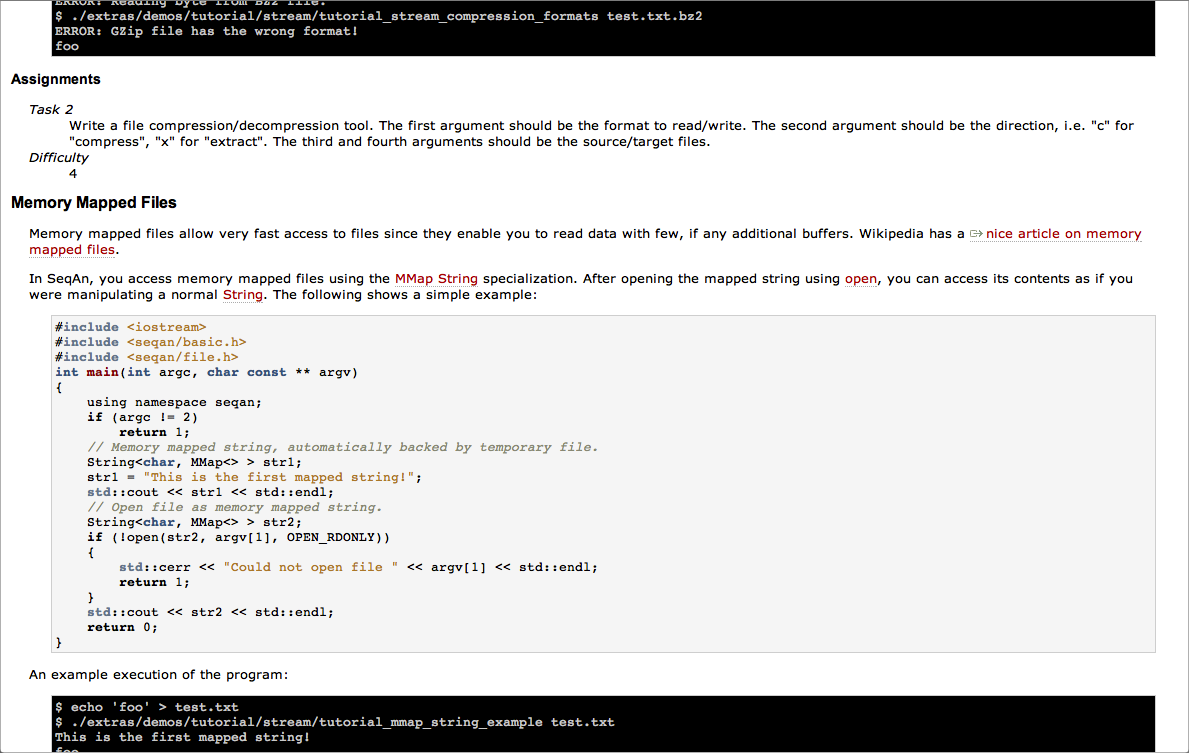 ERROR: Reading byte from Bz2 file.
$ ./extras/demos/tutorial/stream/tutorial_stream_compression_formats test.txt.bz2
ERROR: GZip file has the wrong format!
foo
Assignments
Task 2
Write a file compression/decompression tool. The first argument should be the format to read/write. The second argument should be the direction, i.e. "c" for
"compress", "x" for "extract". The third and fourth arguments should be the source/target files.
Difficulty
4
Memory Mapped Files
Memory mapped files allow very fast access to files since they enable you to read data with few, if any additional buffers. Wikipedia has a nice article on memory
mapped files.
In SeqAn, you access memory mapped files using the MMap String specialization. After opening the mapped string using open, you can access its contents as if you
were manipulating a normal String. The following shows a simple example:
#include <iostream>
#include <seqan/basic.h>
#include <seqan/file.h>
int main(int argc, char const ** argv)
{
    using namespace seqan;
    if (argc != 2)
        return 1;
    // Memory mapped string, automatically backed by temporary file.
    String<char, MMap<> > str1;
    str1 = "This is the first mapped string!";
    std::cout << str1 << std::endl;
    // Open file as memory mapped string.
    String<char, MMap<> > str2;
    if (!open(str2, argv[1], OPEN_RDONLY))
    {
        std::cerr << "Could not open file " << argv[1] << std::endl;
        return 1;
    }
    std::cout << str2 << std::endl;
    return 0;
}
An example execution of the program:
$ echo 'foo' > test.txt
$ ./extras/demos/tutorial/stream/tutorial_mmap_string_example test.txt
This is the first mapped string!
foo